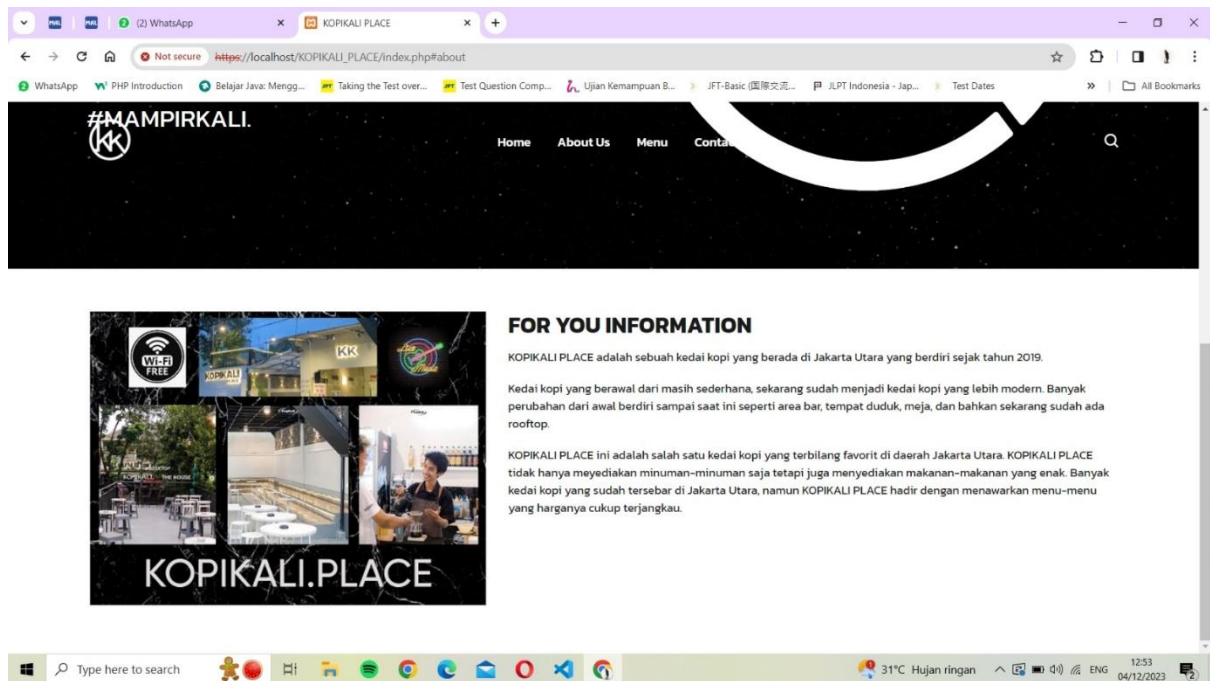 (2) WhatsApp
KOPIKALI PLACE
Not secure https://localhost/KOPIKALI_PLACE/index.php#about
WhatsApp PHP Introduction Belajar Java: Mengg... Taking the Test over... Test Question Comp... Ujian Kemampuan B... JFT-Basic (国際交流... JLPT Indonesia - Jap... Test Dates » All Bookmarks
#MAMPIRKALI.
KK
Home About Us Menu Conta
FOR YOU INFORMATION
KOPIKALI PLACE adalah sebuah kedai kopi yang berada di Jakarta Utara yang berdiri sejak tahun 2019.
Kedai kopi yang berawal dari masih sederhana, sekarang sudah menjadi kedai kopi yang lebih modern. Banyak
perubahan dari awal berdiri sampai saat ini seperti area bar, tempat duduk, meja, dan bahkan sekarang sudah ada
rooftop.
KOPIKALI PLACE ini adalah salah satu kedai kopi yang terbilang favorit di daerah Jakarta Utara. KOPIKALI PLACE
tidak hanya meyediakan minuman-minuman saja tetapi juga menyediakan makanan-makanan yang enak. Banyak
kedai kopi yang sudah tersebar di Jakarta Utara, namun KOPIKALI PLACE hadir dengan menawarkan menu-menu
yang harganya cukup terjangkau.
Wi-Fi
FREE
KOPIKALI
KK
Live
Music
KOPIKALI THE HOUSE
KOPIKALI.PLACE
Type here to search
31°C Hujan ringan
ENG
12:53
04/12/2023
2